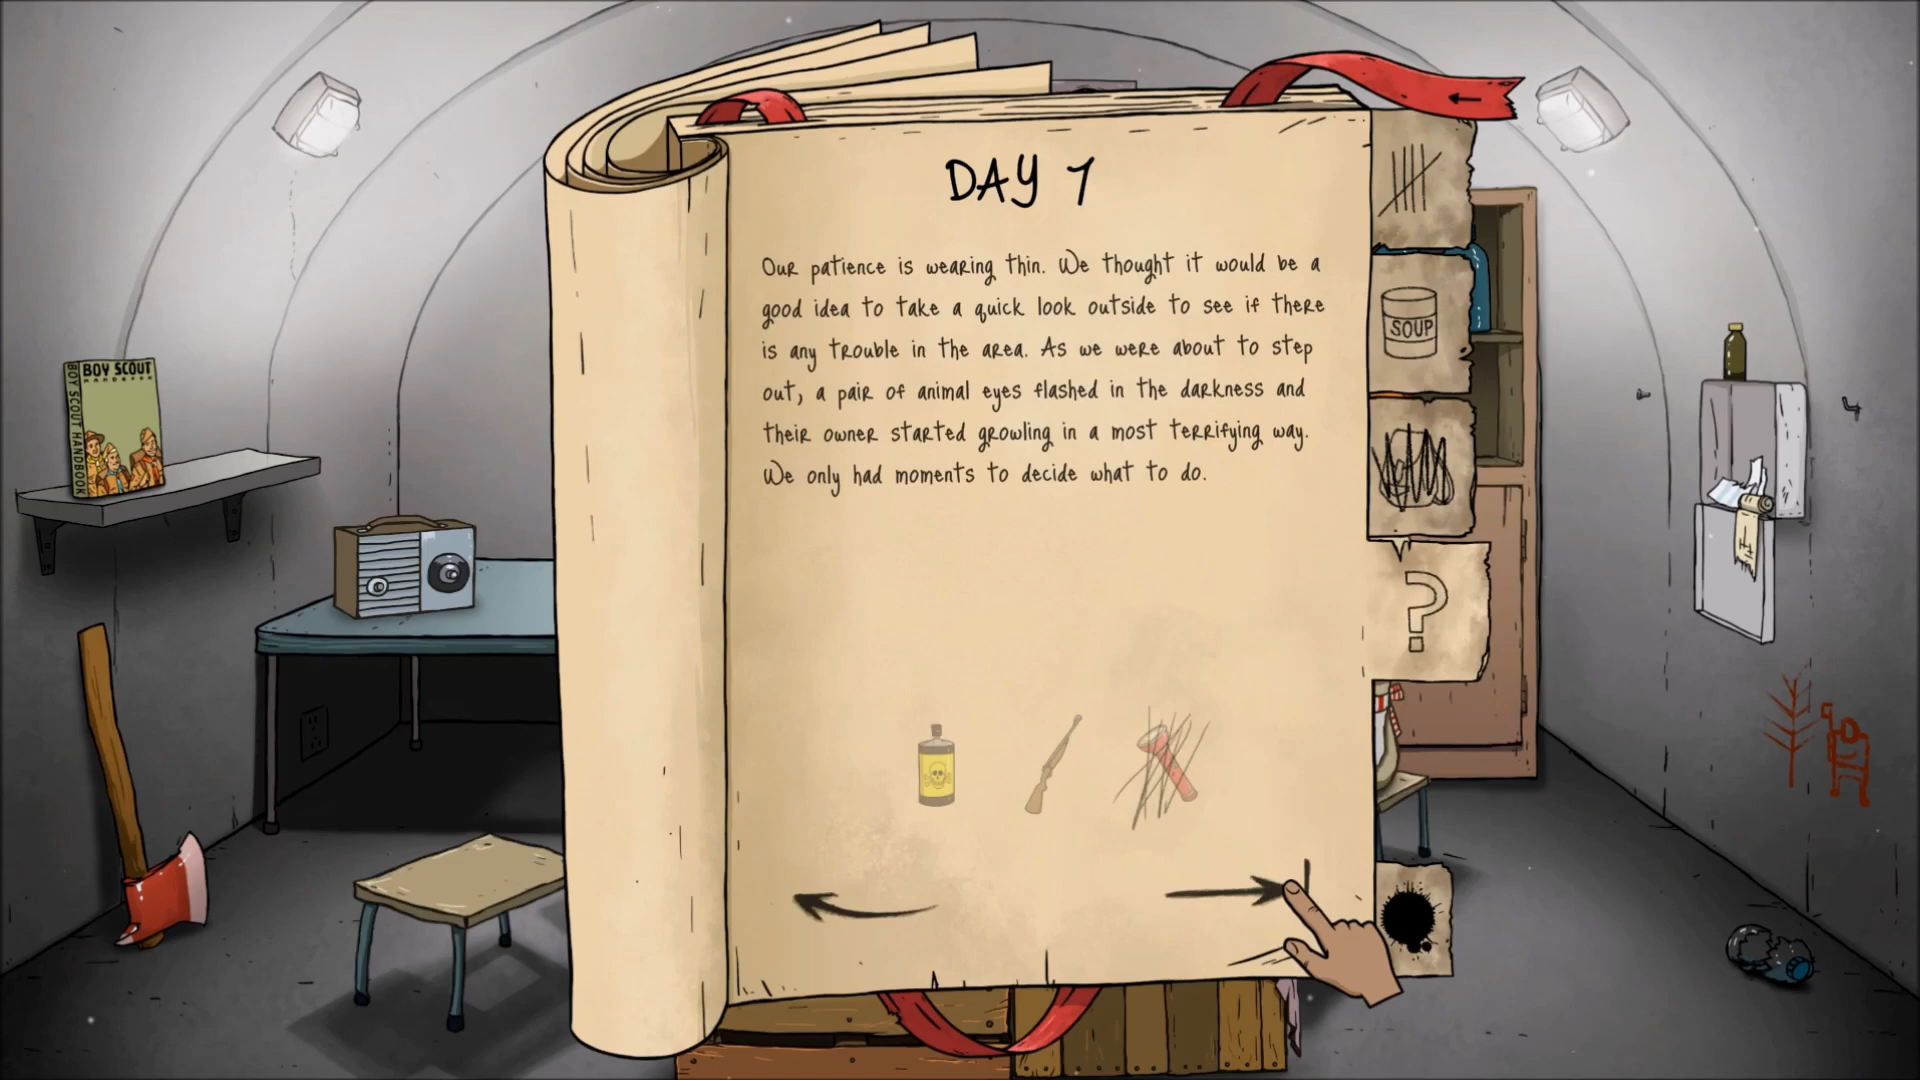 DAY 7
Our patience is wearing thin. We thought it would be a
good idea to take a quick look outside to see if there
is any trouble in the area. As we were about to step
out, a pair of animal eyes flashed in the darkness and
their owner started growling in a most terrifying way.
We only had moments to decide what to do.
SOUP
?
BOY SCOUT
HANDBOOK
BOY SCOUT HANDBOOK